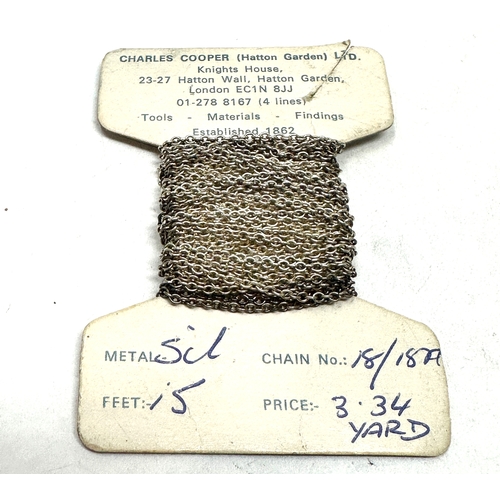 CHARLES COOPER (Hatton Garden) LTD.
Knights House,
23-27 Hatton Wall, Hatton Garden,
London EC1N 8JJ
01-278 8167 (4 lines)
Tools - Materials - Findings
Established 1862
METAL:- Sil CHAIN No.: 18/18A
FEET:- 15 PRICE:- 3.34
YARD